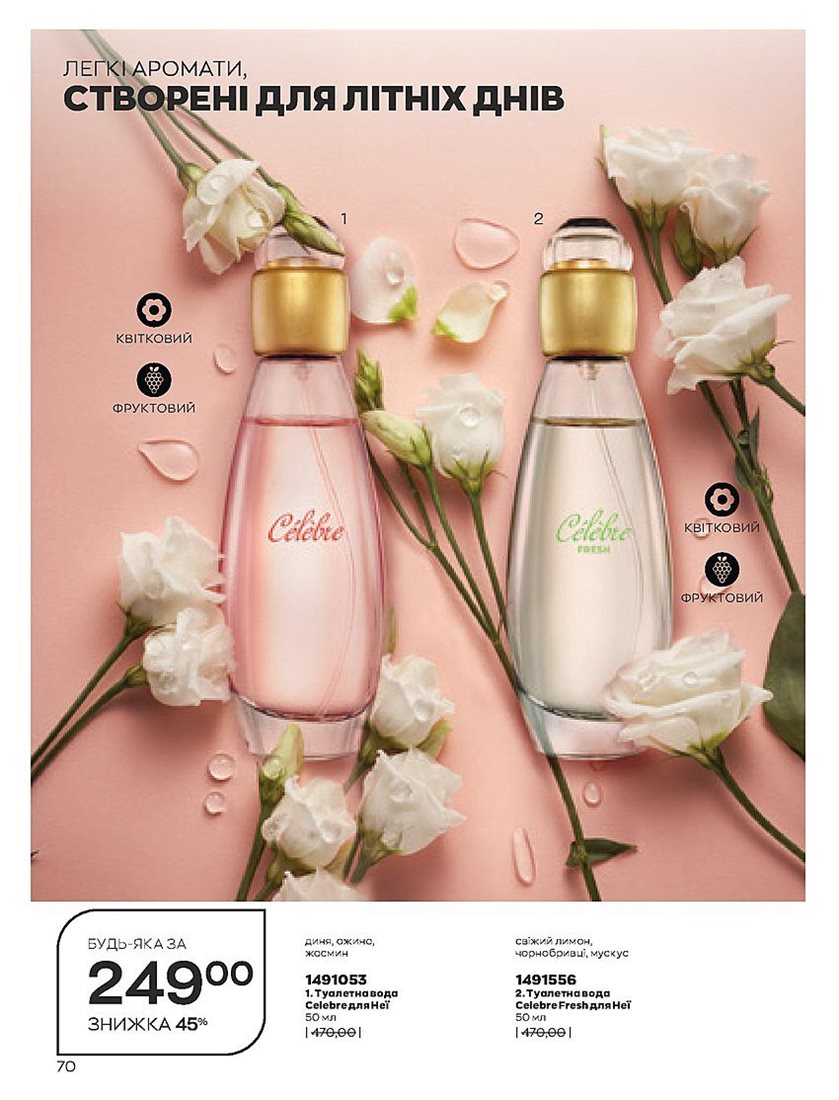 ЛЕГКІ АРОМАТИ,
СТВОРЕНІ ДЛЯ ЛІТНІХ ДНІВ
1
2
КВІТКОВИЙ
ФРУКТОВИЙ
Célèbre
Célèbre
FRESH
КВІТКОВИЙ
ФРУКТОВИЙ
БУДЬ-ЯКА ЗА
249⁰⁰
ЗНИЖКА 45%
диня, ожина,
жасмин
1491053
1. Туалетна вода
Celebre для Неї
50 мл
| 470,00 |
свіжий лимон,
чорнобривці, мускус
1491556
2. Туалетна вода
Celebre Fresh для Неї
50 мл
| 470,00 |
70